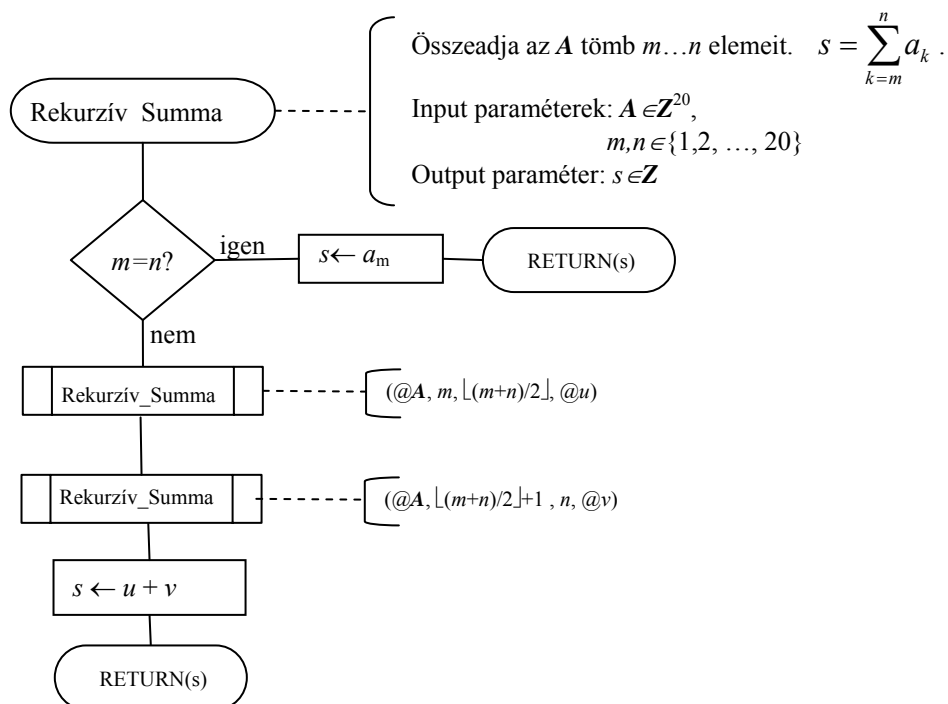 Összeadja az A tömb m…n elemeit. s = ∑_{k=m}^{n} a_k .
Rekurzív Summa
Input paraméterek: A∈Z^20,
m,n∈{1,2, …, 20}
Output paraméter: s∈Z
m=n?
igen
s← a_m
RETURN(s)
nem
Rekurzív_Summa
(@A, m, ⌊(m+n)/2⌋, @u)
Rekurzív_Summa
(@A, ⌊(m+n)/2⌋+1 , n, @v)
s ← u + v
RETURN(s)